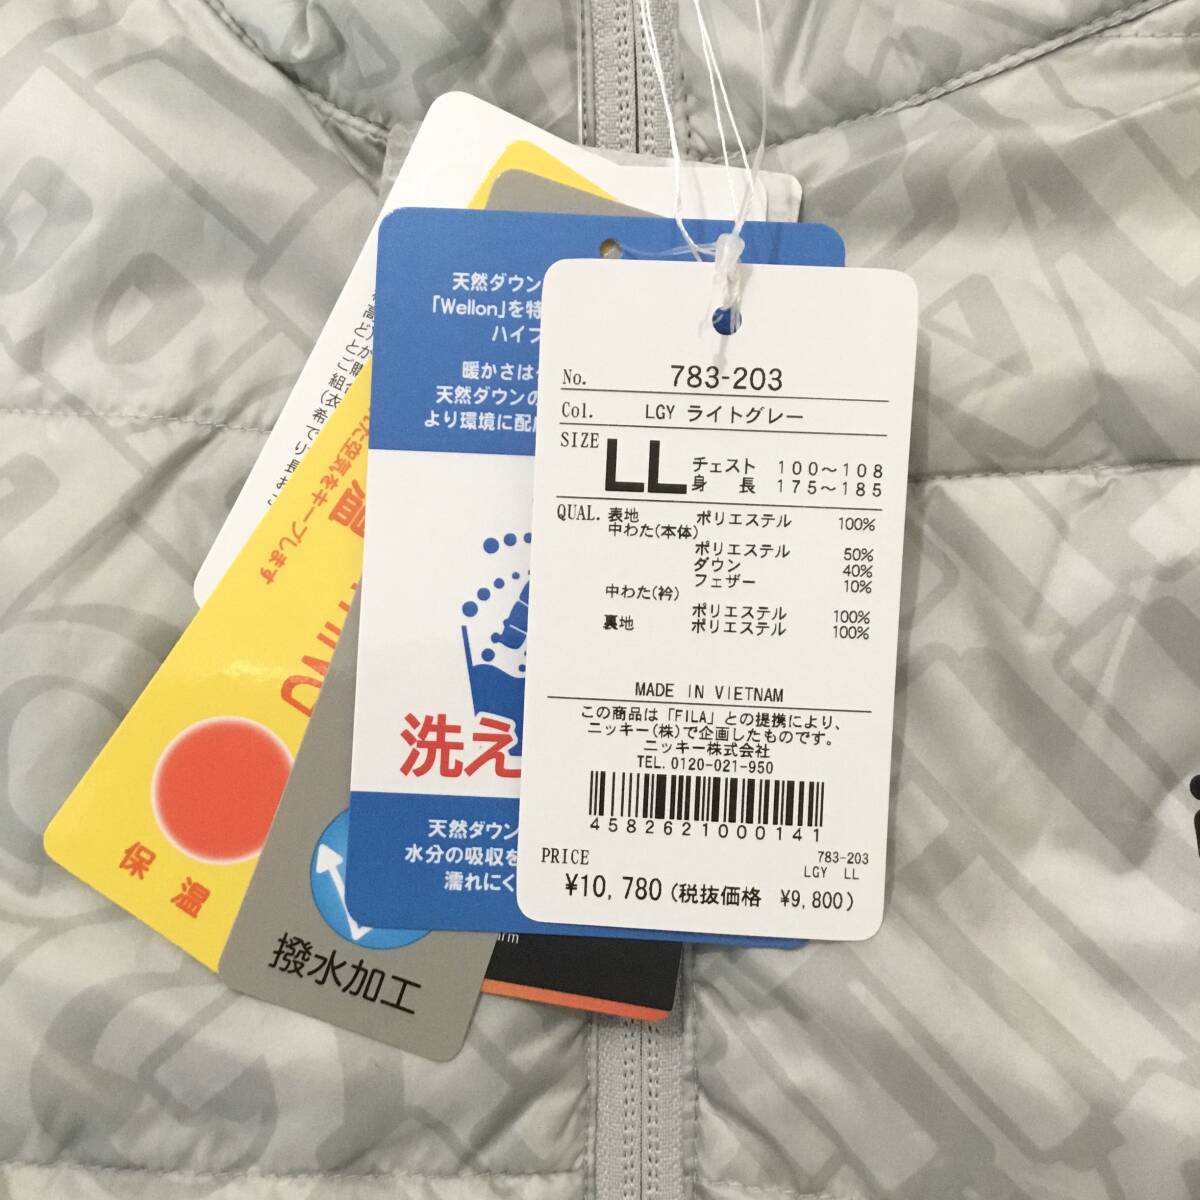 No. 783-203
Col. LGY ライトグレー
SIZE LL チェスト 100～108
身 長 175～185
QUAL. 表地 ポリエステル 100%
中わた(本体)
ポリエステル 50%
ダウン 40%
フェザー 10%
中わた(衿)
ポリエステル 100%
裏地 ポリエステル 100%
MADE IN VIETNAM
この商品は「FILA」との提携により、
ニッキー(株)で企画したものです。
ニッキー株式会社
TEL. 0120-021-950
4582621000141
PRICE 783-203
LGY LL
¥10,780 (税抜価格 ¥9,800)
天然ダウン
「Wellon」を特
ハイブ
暖かさは
天然ダウンの
より環境に配
洗え
天然ダウン
水分の吸収を
濡れにく
撥水加工
保温
空気をキープします